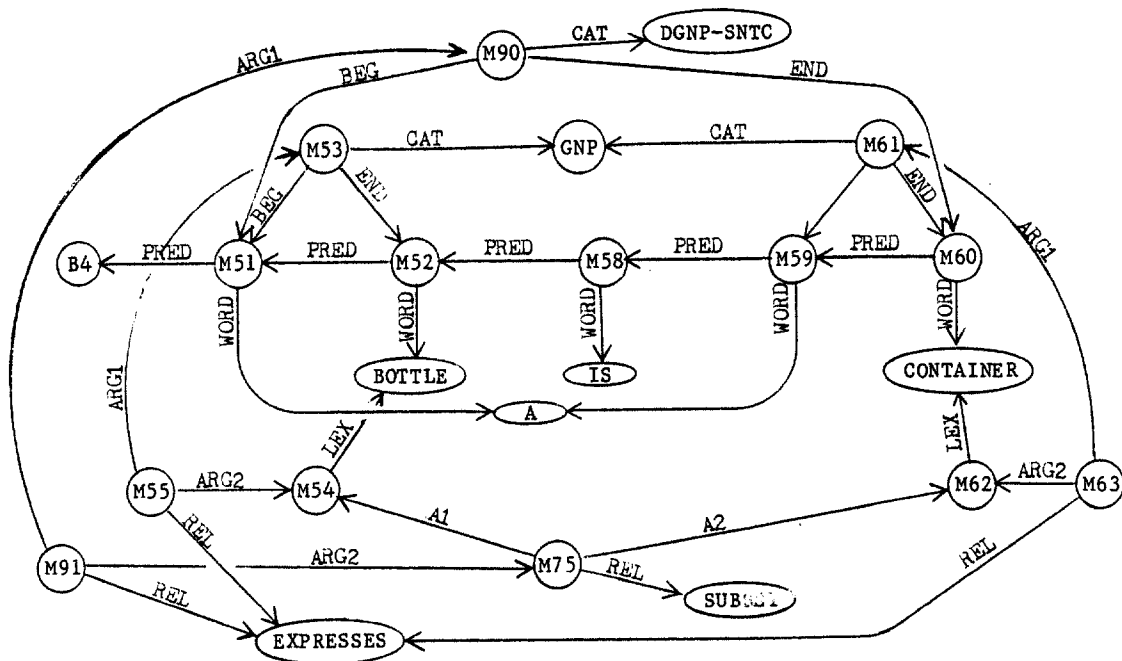 CAT
DGNP-SNTC
M90
ARG1
BEG
END
M53
CAT
GNP
CAT
M61
BEG
END
END
B4
PRED
M51
PRED
M52
PRED
M58
PRED
M59
PRED
M60
ARG1
WORD
WORD
WORD
WORD
WORD
BOTTLE
IS
CONTAINER
ARG1
A
LEX
LEX
M55
ARG2
M54
M62
ARG2
M63
A1
A2
REL
M91
ARG2
M75
REL
REL
REL
SUBSET
EXPRESSES